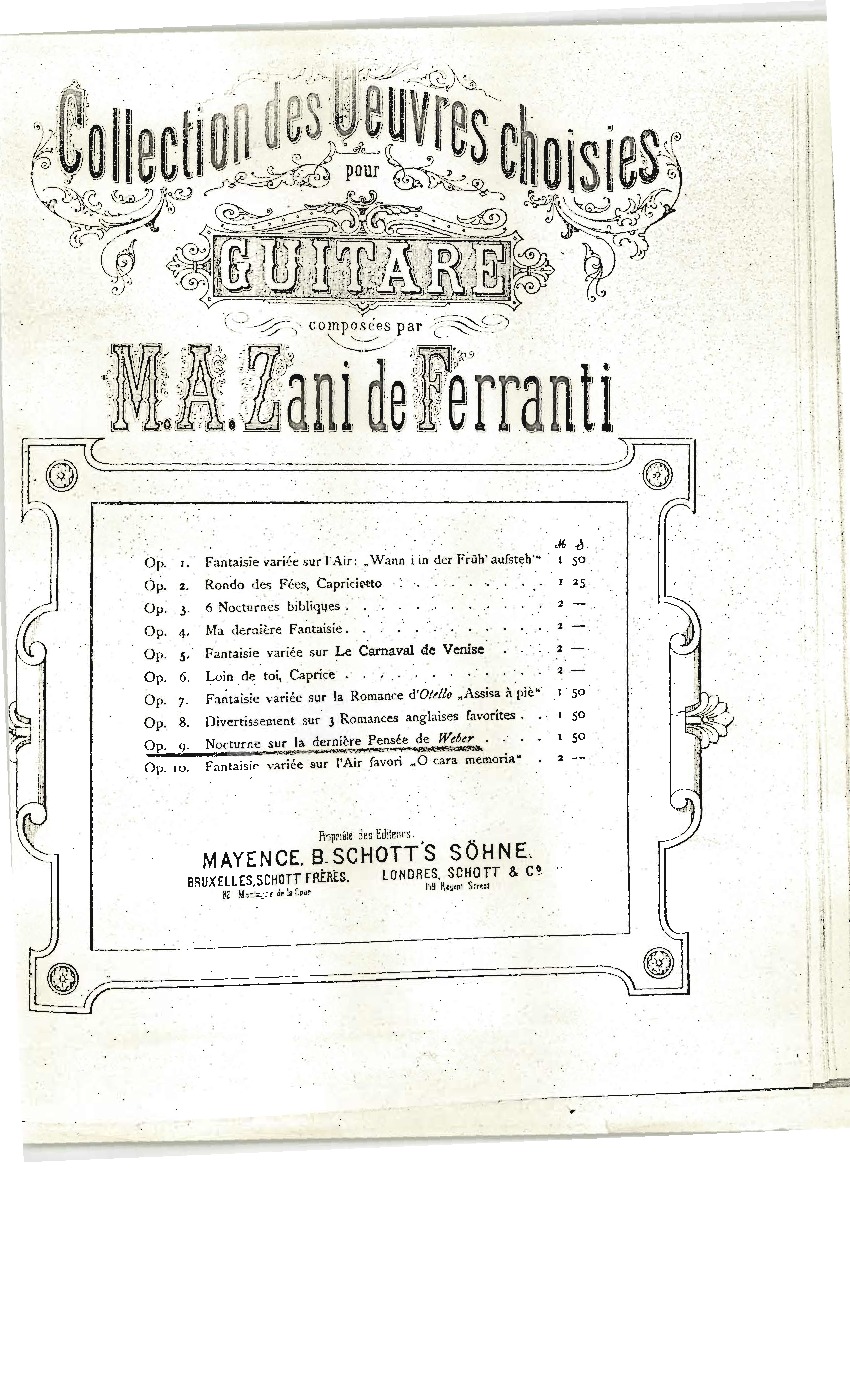 Collection des Oeuvres choisies
pour
GUITARE
composées par
M. A. Zani de Ferranti
M ₰
Op. 1. Fantaisie variée sur l'Air: „Wann i in der Früh' aufsteh'“ 1 50
Op. 2. Rondo des Fées, Capricietto . . . . . . . . . . 1 25
Op. 3. 6 Nocturnes bibliques . . . . . . . . . . . . 2 —
Op. 4. Ma dernière Fantaisie . . . . . . . . . . . . 2 —
Op. 5. Fantaisie variée sur Le Carnaval de Venise . . . . 2 —
Op. 6. Loin de toi, Caprice . . . . . . . . . . . . 2 —
Op. 7. Fantaisie variée sur la Romance d'Otello „Assisa à piè“ 1 50
Op. 8. Divertissement sur 3 Romances anglaises favorites . . 1 50
Op. 9. Nocturne sur la dernière Pensée de Weber . . . . 1 50
Op. 10. Fantaisie variée sur l'Air favori „O cara memoria“ . 2 —
Propriété des Editeurs.
MAYENCE, B. SCHOTT'S SÖHNE.
BRUXELLES, SCHOTT FRÈRES. LONDRES, SCHOTT & Co.
Montagne de la Cour 159 Regent Street